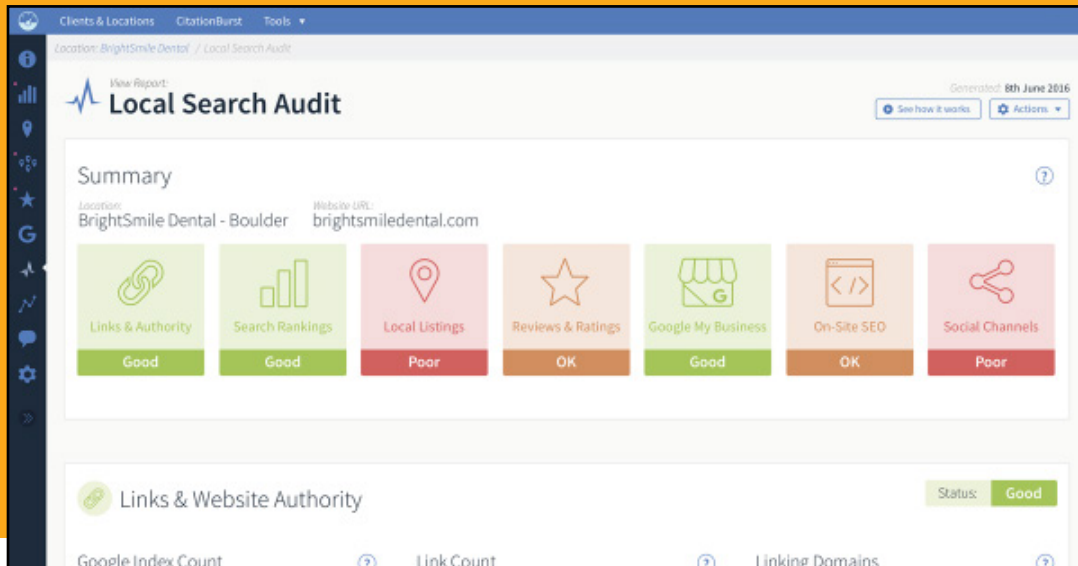 Clients & Locations CitationBurst Tools
Location: BrightSmile Dental / Local Search Audit
View Report:
Local Search Audit
Generated: 8th June 2016
See how it works Actions
Summary
?
Location: Website URL:
BrightSmile Dental - Boulder brightsmiledental.com
G
Links & Authority Search Rankings Local Listings Reviews & Ratings Google My Business On-Site SEO Social Channels
Good Good Poor OK Good OK Poor
Links & Website Authority
Status: Good
Google Index Count ? Link Count ? Linking Domains ?